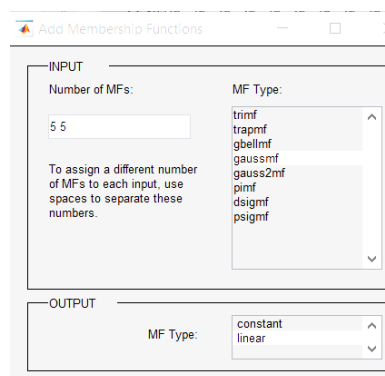 Add Membership Functions
INPUT
Number of MFs:
5 5
To assign a different number
of MFs to each input, use
spaces to separate these
numbers.
MF Type:
trimf
trapmf
gbellmf
gaussmf
gauss2mf
pimf
dsigmf
psigmf
OUTPUT
MF Type:
constant
linear